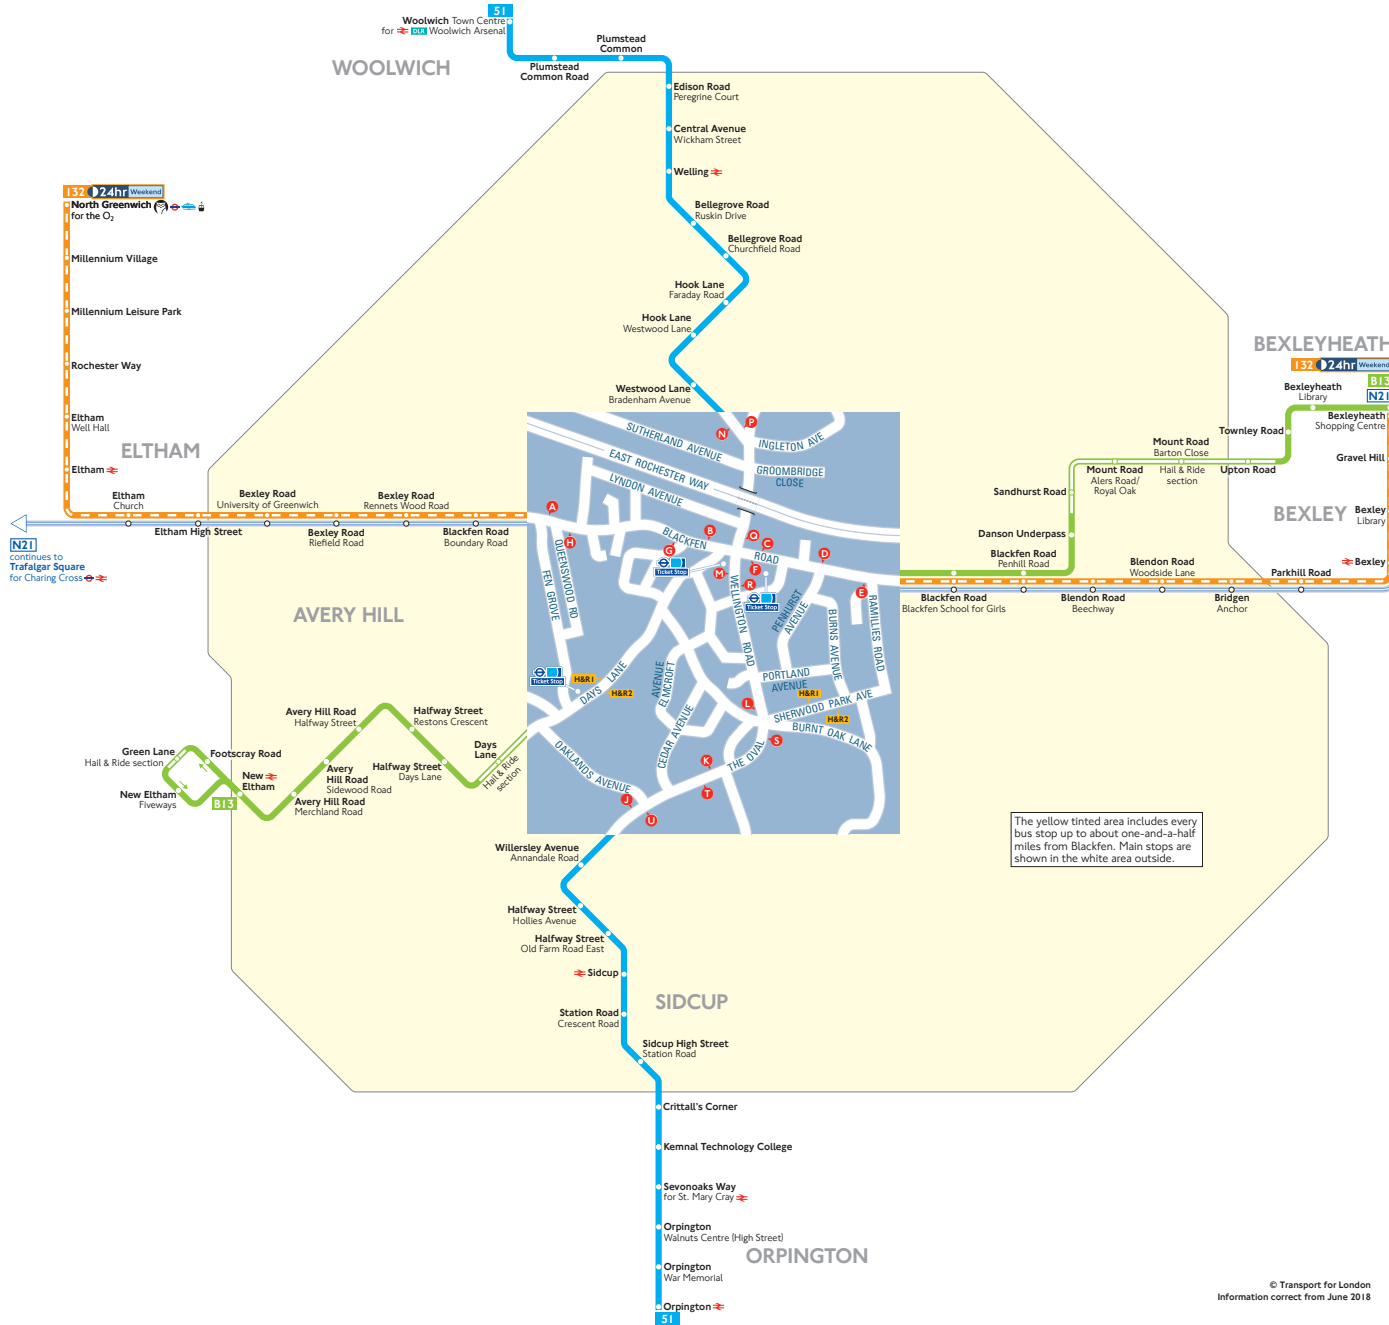 51
Woolwich Town Centre
for DLR Woolwich Arsenal
Plumstead
Common
Plumstead
Common Road
WOOLWICH
Edison Road
Peregrine Court
Central Avenue
Wickham Street
Welling
Bellegrove Road
Ruskin Drive
Bellegrove Road
Churchfield Road
Hook Lane
Faraday Road
Hook Lane
Westwood Lane
Westwood Lane
Bradenham Avenue
132 24hr Weekend
North Greenwich
for the O2
Millennium Village
Millennium Leisure Park
Rochester Way
Eltham
Well Hall
ELTHAM
Eltham
Eltham
Church
Eltham High Street
Bexley Road
University of Greenwich
Bexley Road
Riefield Road
Bexley Road
Rennets Wood Road
Blackfen Road
Boundary Road
N21
continues to
Trafalgar Square
for Charing Cross
AVERY HILL
BEXLEYHEATH
132 24hr Weekend
B13
N21
Bexleyheath
Library
Bexleyheath
Shopping Centre
Townley Road
Mount Road
Barton Close
Hail & Ride
section
Gravel Hill
Mount Road
Alers Road/
Royal Oak
Upton Road
Sandhurst Road
BEXLEY
Bexley
Library
Danson Underpass
Blackfen Road
Penhill Road
Blendon Road
Woodside Lane
Bexley
Parkhill Road
Blackfen Road
Blackfen School for Girls
Blendon Road
Beechway
Bridgen
Anchor
P
N
SUTHERLAND AVENUE
INGLETON AVE
EAST ROCHESTER WAY
GROOMBRIDGE
CLOSE
LYNDON AVENUE
A
B
Q
C
D
H
G
BLACKFEN
ROAD
Ticket Stop
M
F
R
E
Ticket Stop
QUEENSWOOD RD
FEN GROVE
WELLINGTON ROAD
PENHURST
AVENUE
BURNS AVENUE
RAMILLIES ROAD
Ticket Stop
H&R1
H&R2
DAYS LANE
AVENUE
ELMCROFT
PORTLAND
AVENUE
H&R1
SHERWOOD PARK AVE
L
H&R2
BURNT OAK LANE
CEDAR AVENUE
THE OVAL
S
OAKLANDS AVENUE
K
T
J
U
Avery Hill Road
Halfway Street
Halfway Street
Restons Crescent
Green Lane
Hail & Ride section
Footscray Road
Days
Lane
Hail & Ride
section
New
Eltham
Avery
Hill Road
Sidewood Road
Halfway Street
Days Lane
New Eltham
Fiveways
B13
Avery Hill Road
Merchland Road
The yellow tinted area includes every
bus stop up to about one-and-a-half
miles from Blackfen. Main stops are
shown in the white area outside.
Willersley Avenue
Annandale Road
Halfway Street
Hollies Avenue
Halfway Street
Old Farm Road East
Sidcup
SIDCUP
Station Road
Crescent Road
Sidcup High Street
Station Road
Crittall's Corner
Kemnal Technology College
Sevonoaks Way
for St. Mary Cray
Orpington
Walnuts Centre (High Street)
ORPINGTON
Orpington
War Memorial
Orpington
51
© Transport for London
Information correct from June 2018